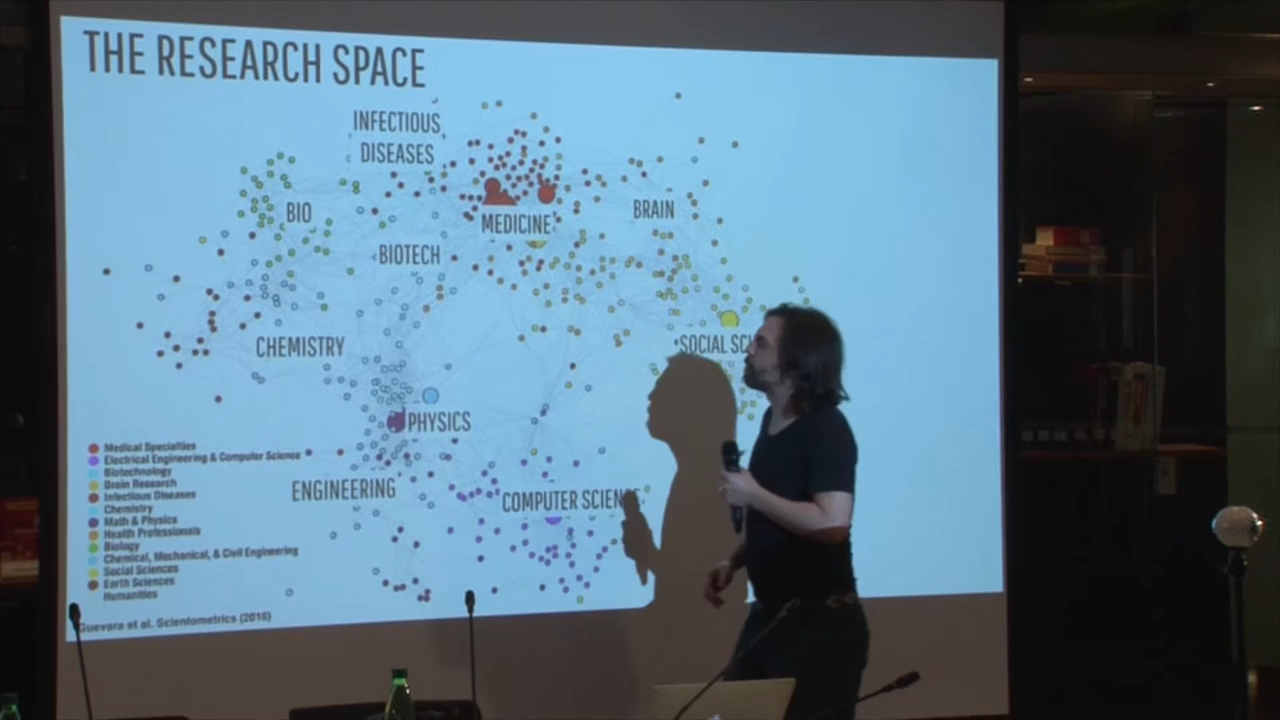 THE RESEARCH SPACE
INFECTIOUS
DISEASES
BIO
MEDICINE
BRAIN
BIOTECH
CHEMISTRY
SOCIAL SCI
PHYSICS
ENGINEERING
COMPUTER SCIENCE
Medical Specialties
Electrical Engineering & Computer Science
Biotechnology
Brain Research
Infectious Diseases
Chemistry
Math & Physics
Health Professionals
Biology
Chemical, Mechanical, & Civil Engineering
Social Sciences
Earth Sciences
Humanities
Guevara et al. Scientometrics (2016)